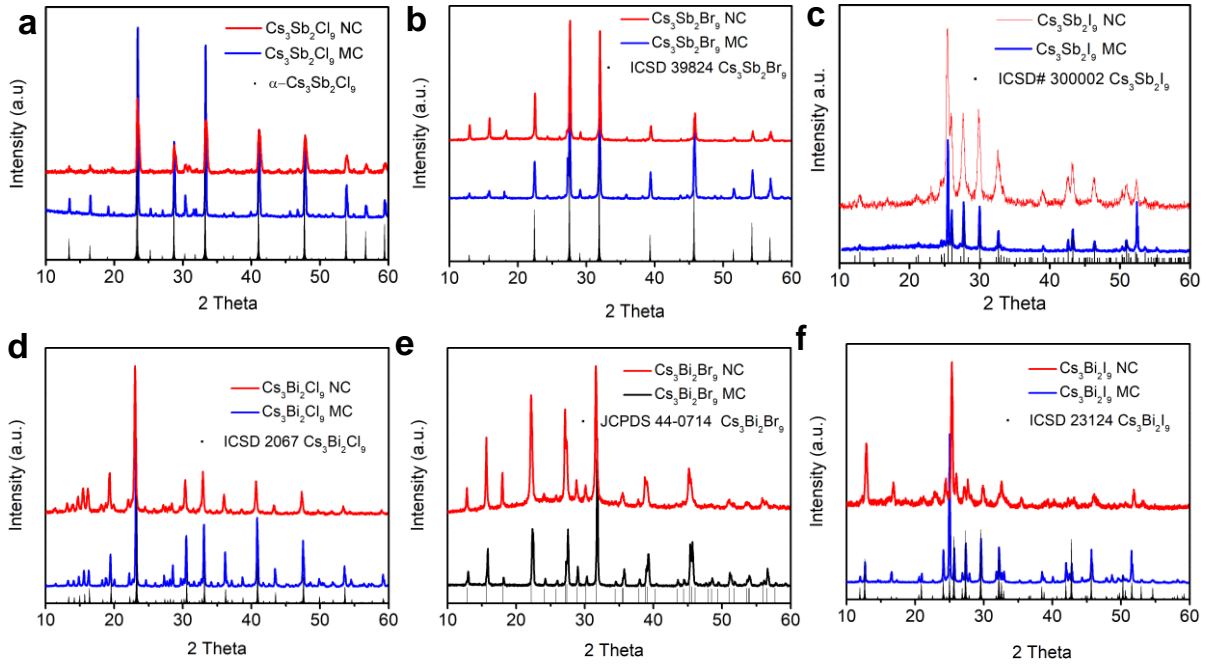 a
Cs₃Sb₂Cl₉ NC
Cs₃Sb₂Cl₉ MC
α–Cs₃Sb₂Cl₉
Intensity (a.u)
10 20 30 40 50 60
2 Theta
b
Cs₃Sb₂Br₉ NC
Cs₃Sb₂Br₉ MC
ICSD 39824 Cs₃Sb₂Br₉
Intensity (a.u.)
10 20 30 40 50 60
2 Theta
c
Cs₃Sb₂I₉ NC
Cs₃Sb₂I₉ MC
ICSD# 300002 Cs₃Sb₂I₉
Intensity a.u.
10 20 30 40 50 60
2 Theta
d
Cs₃Bi₂Cl₉ NC
Cs₃Bi₂Cl₉ MC
ICSD 2067 Cs₃Bi₂Cl₉
Intensity (a.u.)
10 20 30 40 50 60
2 Theta
e
Cs₃Bi₂Br₉ NC
Cs₃Bi₂Br₉ MC
JCPDS 44-0714 Cs₃Bi₂Br₉
Intensity (a.u.)
10 20 30 40 50 60
2 Theta
f
Cs₃Bi₂I₉ NC
Cs₃Bi₂I₉ MC
ICSD 23124 Cs₃Bi₂I₉
Intensity (a.u.)
10 20 30 40 50 60
2 Theta